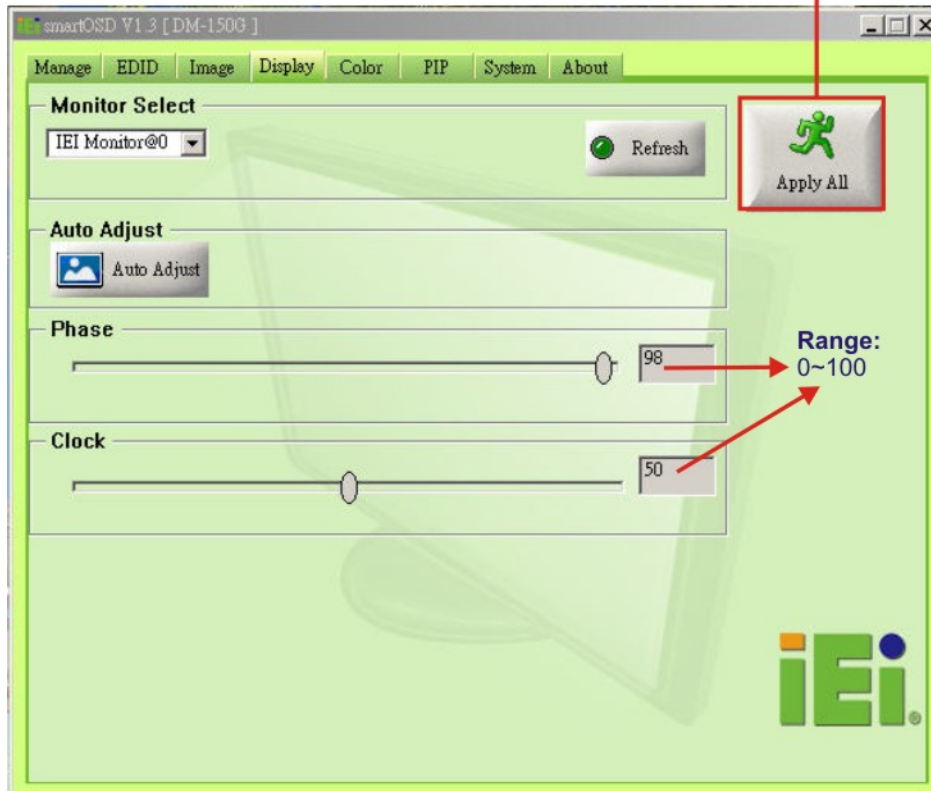 iEi smartOSD V1.3 [ DM-150G ]
Manage EDID Image Display Color PIP System About
Monitor Select
IEI Monitor@0
Refresh
Apply All
Auto Adjust
Auto Adjust
Phase
98
Range:
0~100
Clock
50
iEi®